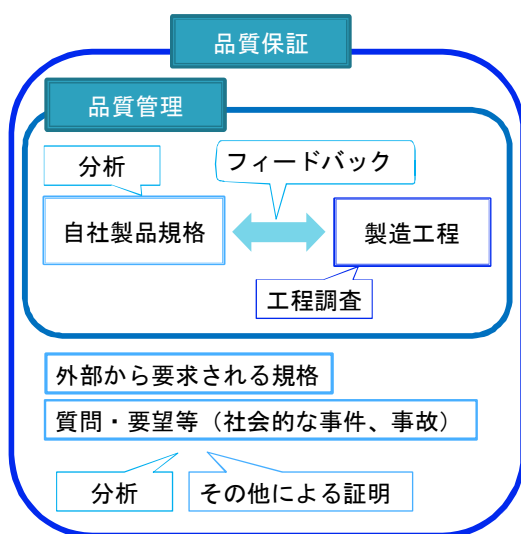 品質保証
品質管理
分析
フィードバック
自社製品規格
製造工程
工程調査
外部から要求される規格
質問・要望等（社会的な事件、事故）
分析
その他による証明